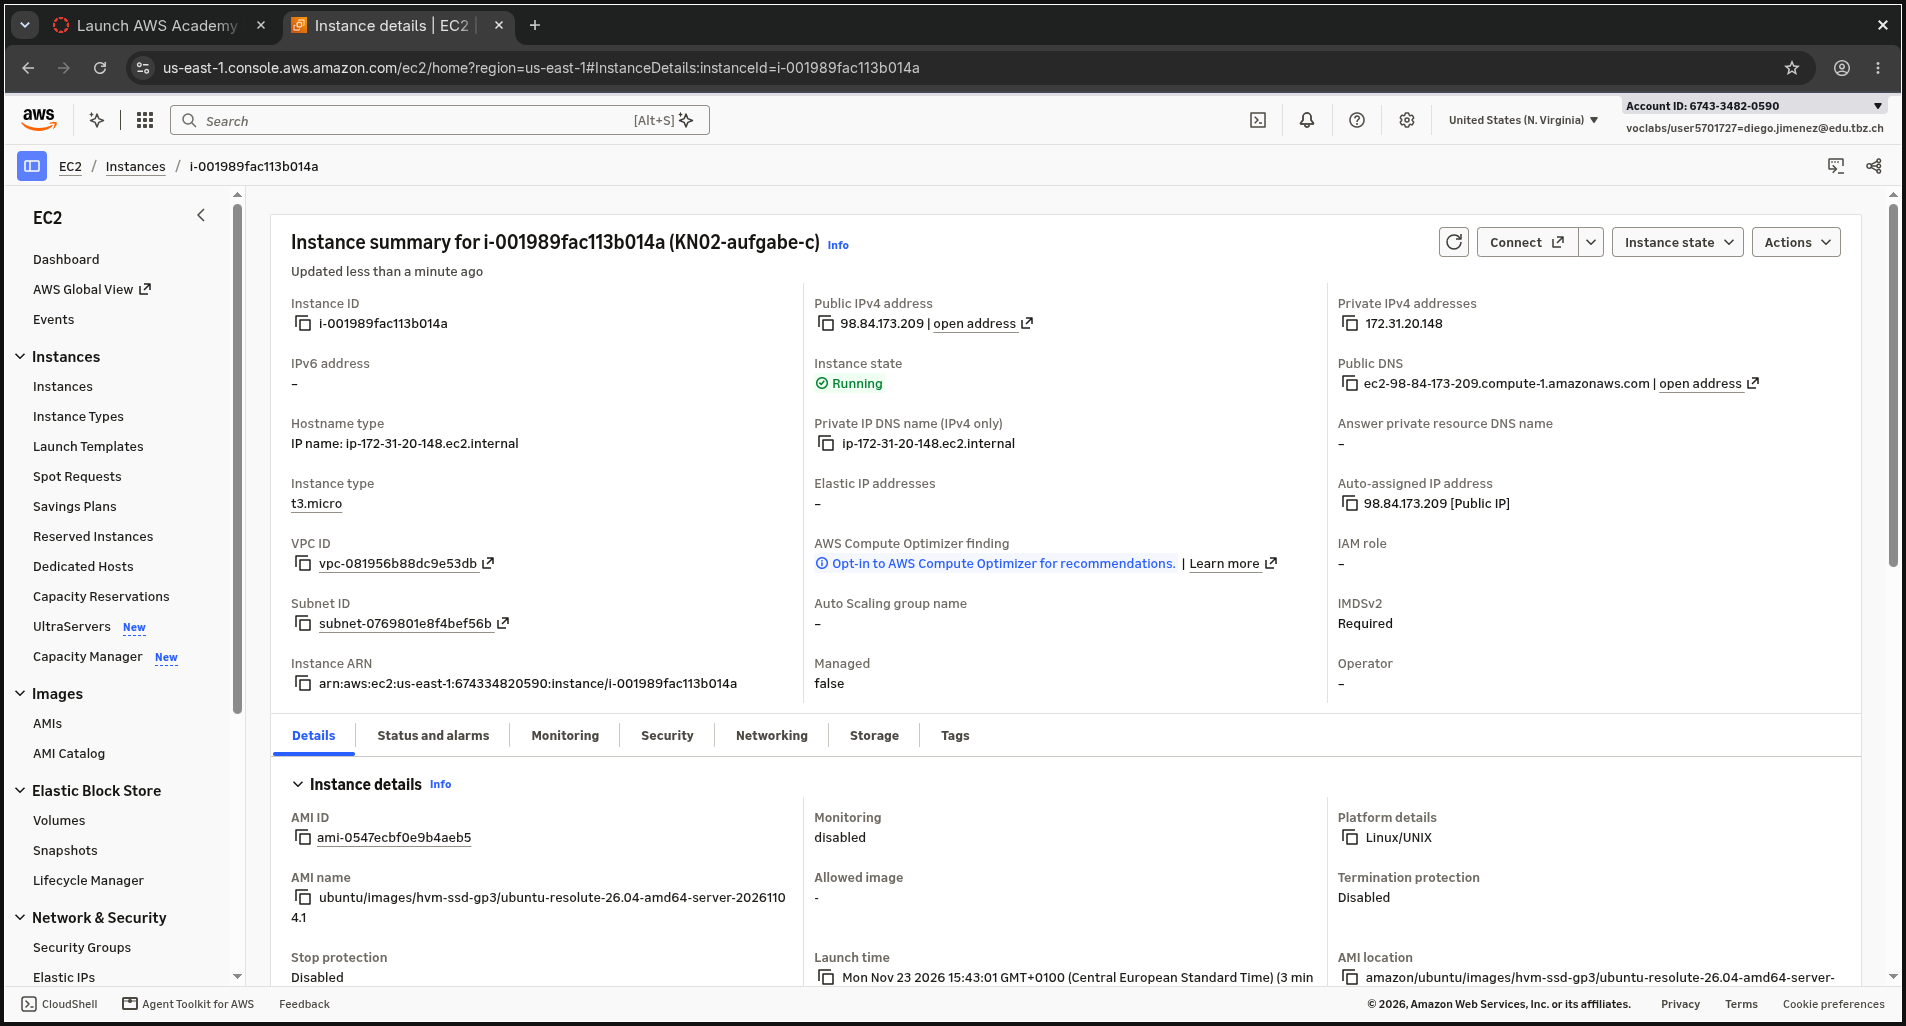 Launch AWS Academy
Instance details | EC2
us-east-1.console.aws.amazon.com/ec2/home?region=us-east-1#InstanceDetails:instanceId=i-001989fac113b014a
aws
Search [Alt+S]
United States (N. Virginia)
Account ID: 6743-3482-0590
voclabs/user5701727=diego.jimenez@edu.tbz.ch
EC2 / Instances / i-001989fac113b014a
EC2
Dashboard
AWS Global View
Events
Instances
Instances
Instance Types
Launch Templates
Spot Requests
Savings Plans
Reserved Instances
Dedicated Hosts
Capacity Reservations
UltraServers New
Capacity Manager New
Images
AMIs
AMI Catalog
Elastic Block Store
Volumes
Snapshots
Lifecycle Manager
Network & Security
Security Groups
Elastic IPs
Instance summary for i-001989fac113b014a (KN02-aufgabe-c) Info
Updated less than a minute ago
Connect
Instance state
Actions
Instance ID
i-001989fac113b014a
Public IPv4 address
98.84.173.209 | open address
Private IPv4 addresses
172.31.20.148
IPv6 address
–
Instance state
Running
Public DNS
ec2-98-84-173-209.compute-1.amazonaws.com | open address
Hostname type
IP name: ip-172-31-20-148.ec2.internal
Private IP DNS name (IPv4 only)
ip-172-31-20-148.ec2.internal
Answer private resource DNS name
–
Instance type
t3.micro
Elastic IP addresses
–
Auto-assigned IP address
98.84.173.209 [Public IP]
VPC ID
vpc-081956b88dc9e53db
AWS Compute Optimizer finding
Opt-in to AWS Compute Optimizer for recommendations. | Learn more
IAM role
–
Subnet ID
subnet-0769801e8f4bef56b
Auto Scaling group name
–
IMDSv2
Required
Instance ARN
arn:aws:ec2:us-east-1:674334820590:instance/i-001989fac113b014a
Managed
false
Operator
–
Details
Status and alarms
Monitoring
Security
Networking
Storage
Tags
Instance details Info
AMI ID
ami-0547ecbf0e9b4aeb5
Monitoring
disabled
Platform details
Linux/UNIX
AMI name
ubuntu/images/hvm-ssd-gp3/ubuntu-resolute-26.04-amd64-server-2026110
4.1
Allowed image
-
Termination protection
Disabled
Stop protection
Disabled
Launch time
Mon Nov 23 2026 15:43:01 GMT+0100 (Central European Standard Time) (3 min
AMI location
amazon/ubuntu/images/hvm-ssd-gp3/ubuntu-resolute-26.04-amd64-server-
CloudShell
Agent Toolkit for AWS
Feedback
© 2026, Amazon Web Services, Inc. or its affiliates.
Privacy
Terms
Cookie preferences